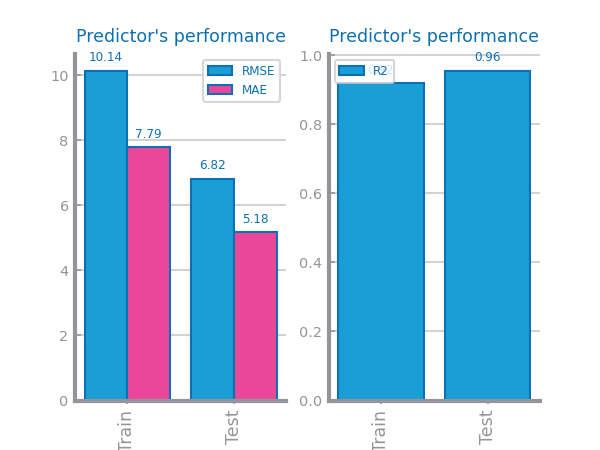 Predictor's performance
10.14
7.79
6.82
5.18
RMSE
MAE
10
8
6
4
2
0
Train
Test
Predictor's performance
0.96
R2
1.0
0.8
0.6
0.4
0.2
0.0
Train
Test